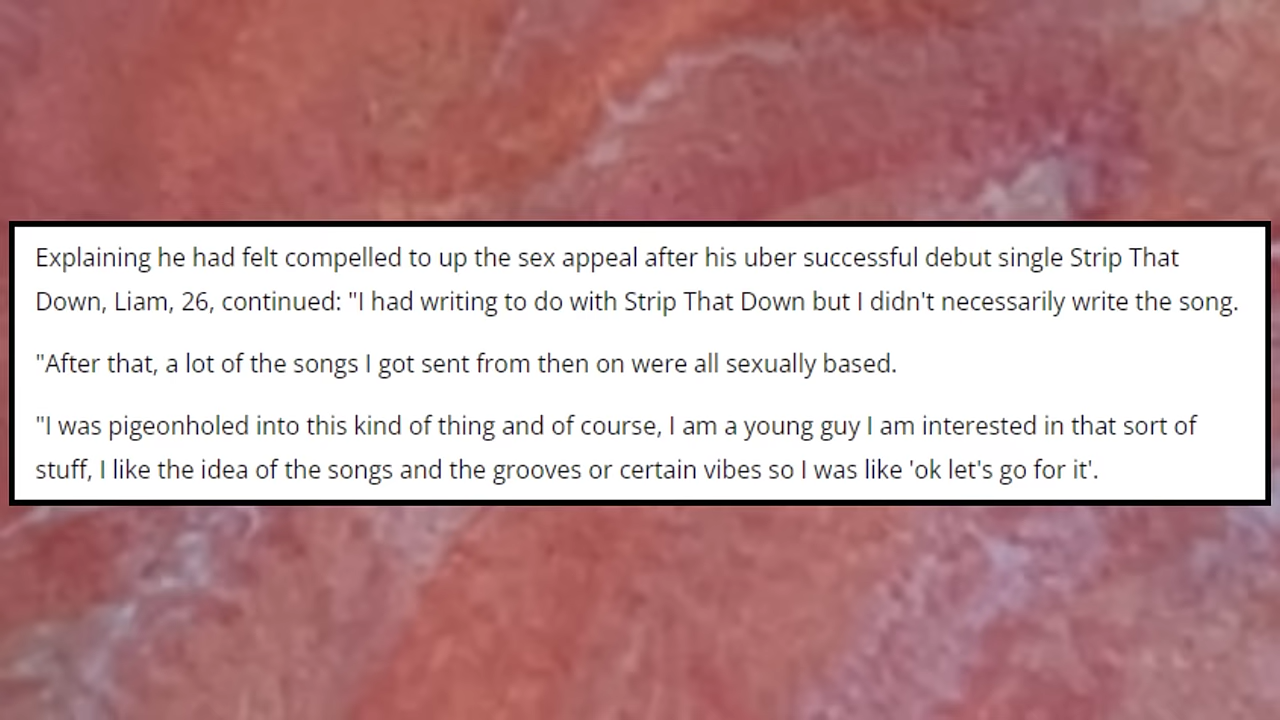 Explaining he had felt compelled to up the sex appeal after his uber successful debut single Strip That
Down, Liam, 26, continued: "I had writing to do with Strip That Down but I didn't necessarily write the song.
"After that, a lot of the songs I got sent from then on were all sexually based.
"I was pigeonholed into this kind of thing and of course, I am a young guy I am interested in that sort of
stuff, I like the idea of the songs and the grooves or certain vibes so I was like 'ok let's go for it'.